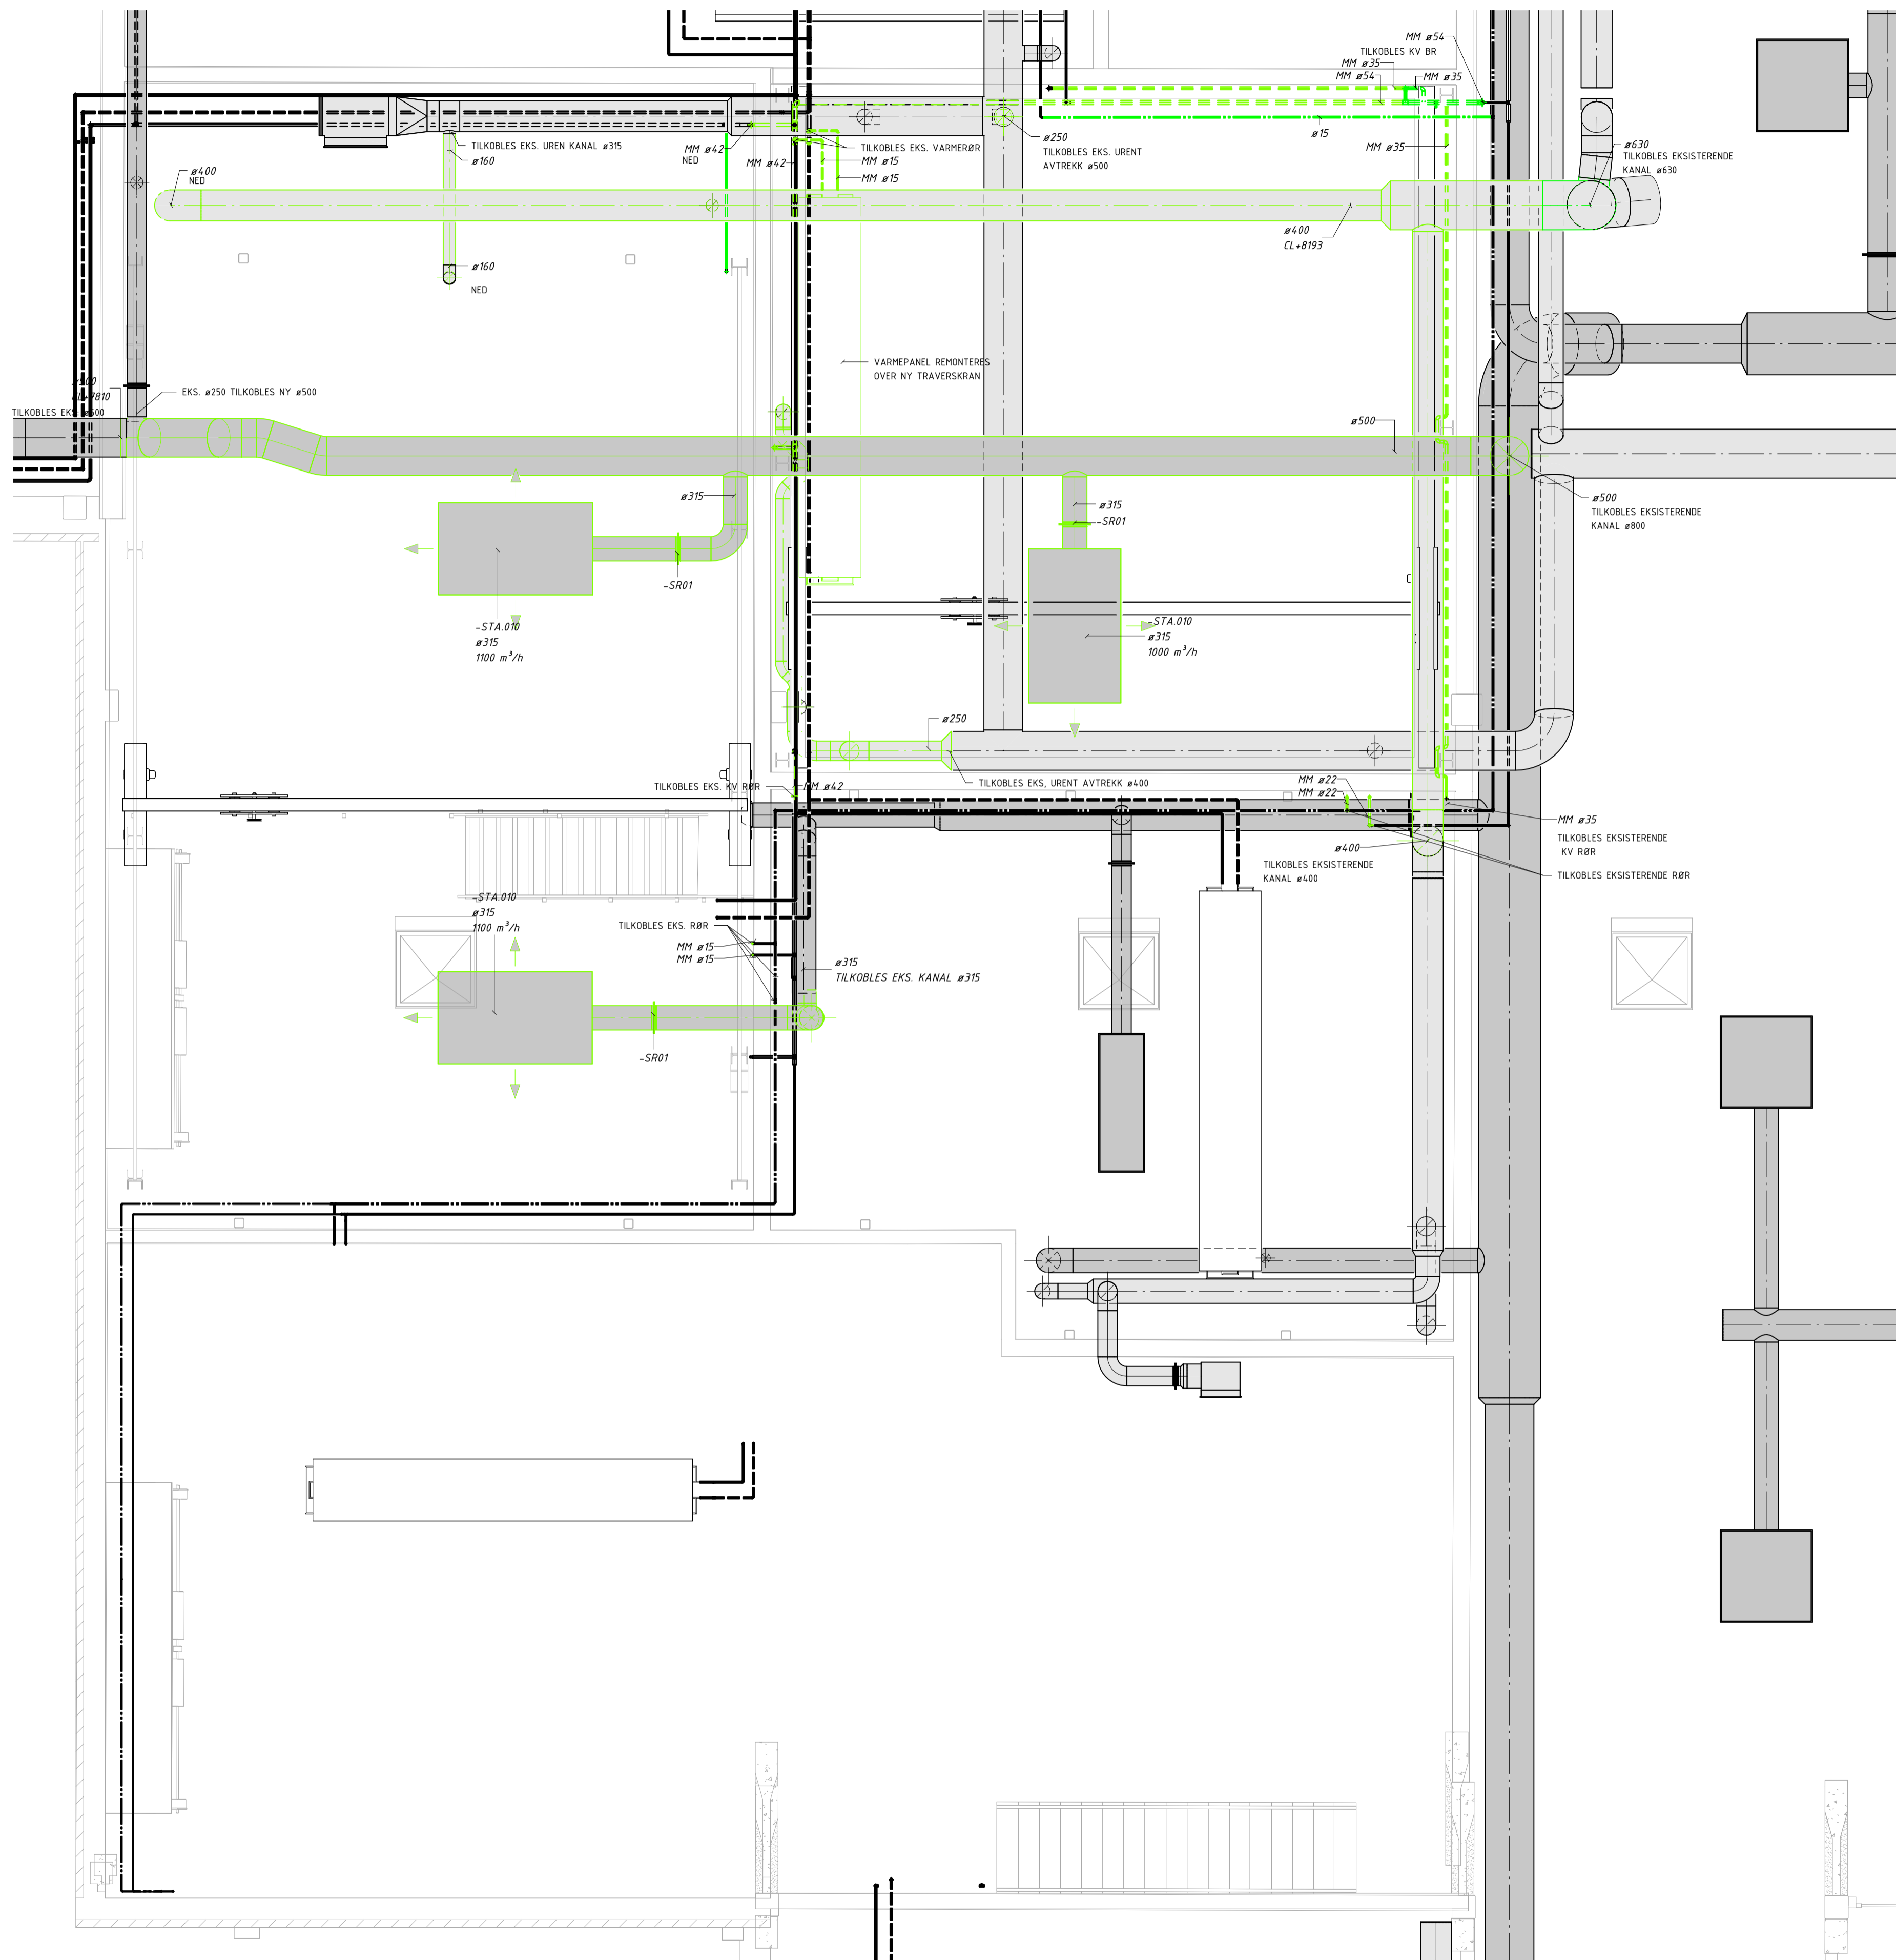 MM ø54
TILKOBLES KV BR
MM ø35
MM ø54
MM ø35
ø15
MM ø35
ø630
TILKOBLES EKSISTERENDE
KANAL ø630
ø250
TILKOBLES EKS. URENT
AVTREKK ø500
TILKOBLES EKS. UREN KANAL ø315
ø160
MM ø42
NED
MM ø42
TILKOBLES EKS. VARMERØR
MM ø15
MM ø15
ø400
NED
ø400
CL+8193
ø160
NED
VARMEPANEL REMONTERES
OVER NY TRAVERSKRAN
EKS. ø250 TILKOBLES NY ø500
ø500
CL+7810
TILKOBLES EKS. ø600
ø500
ø315
ø315
-SR01
ø500
TILKOBLES EKSISTERENDE
KANAL ø800
-SR01
-STA.010
ø315
1100 m³/h
-STA.010
ø315
1000 m³/h
ø250
TILKOBLES EKS, URENT AVTREKK ø400
TILKOBLES EKS. KV RØR
MM ø42
MM ø22
MM ø22
MM ø35
TILKOBLES EKSISTERENDE
KV RØR
ø400
TILKOBLES EKSISTERENDE
KANAL ø400
TILKOBLES EKSISTERENDE RØR
-STA.010
ø315
1100 m³/h
TILKOBLES EKS. RØR
MM ø15
MM ø15
ø315
TILKOBLES EKS. KANAL ø315
-SR01